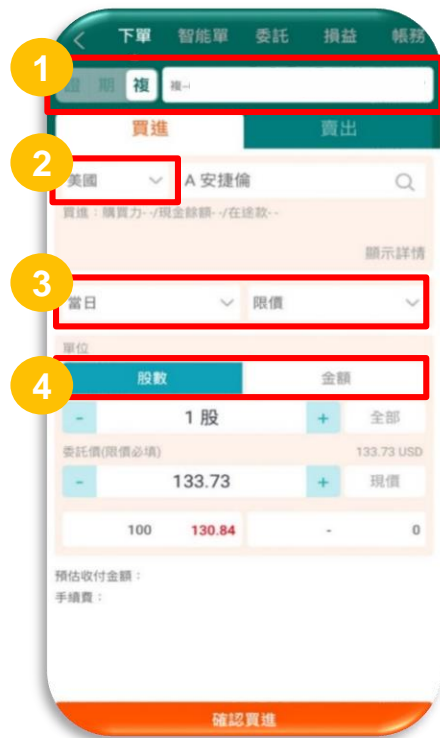 下單 智能單 委託 損益 帳務
1
證 期 複 複--
買進 賣出
2
美國 A 安捷倫
買進：購買力--/現金餘額--/在途款--
顯示詳情
3
當日 限價
單位
4
股數 金額
- 1 股 + 全部
委託價(限價必填) 133.73 USD
- 133.73 + 現價
100 130.84 - 0
預估收付金額：
手續費：
確認買進